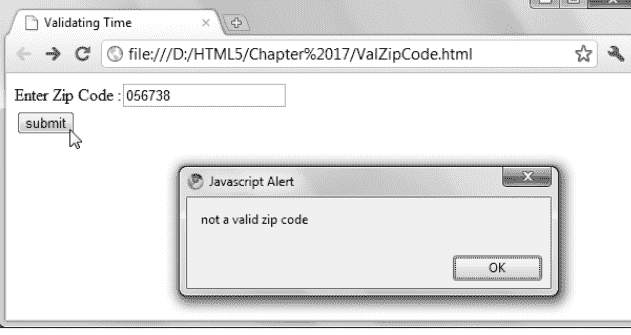 Validating Time
file:///D:/HTML5/Chapter%2017/ValZipCode.html
Enter Zip Code : 056738
submit
Javascript Alert
not a valid zip code
OK